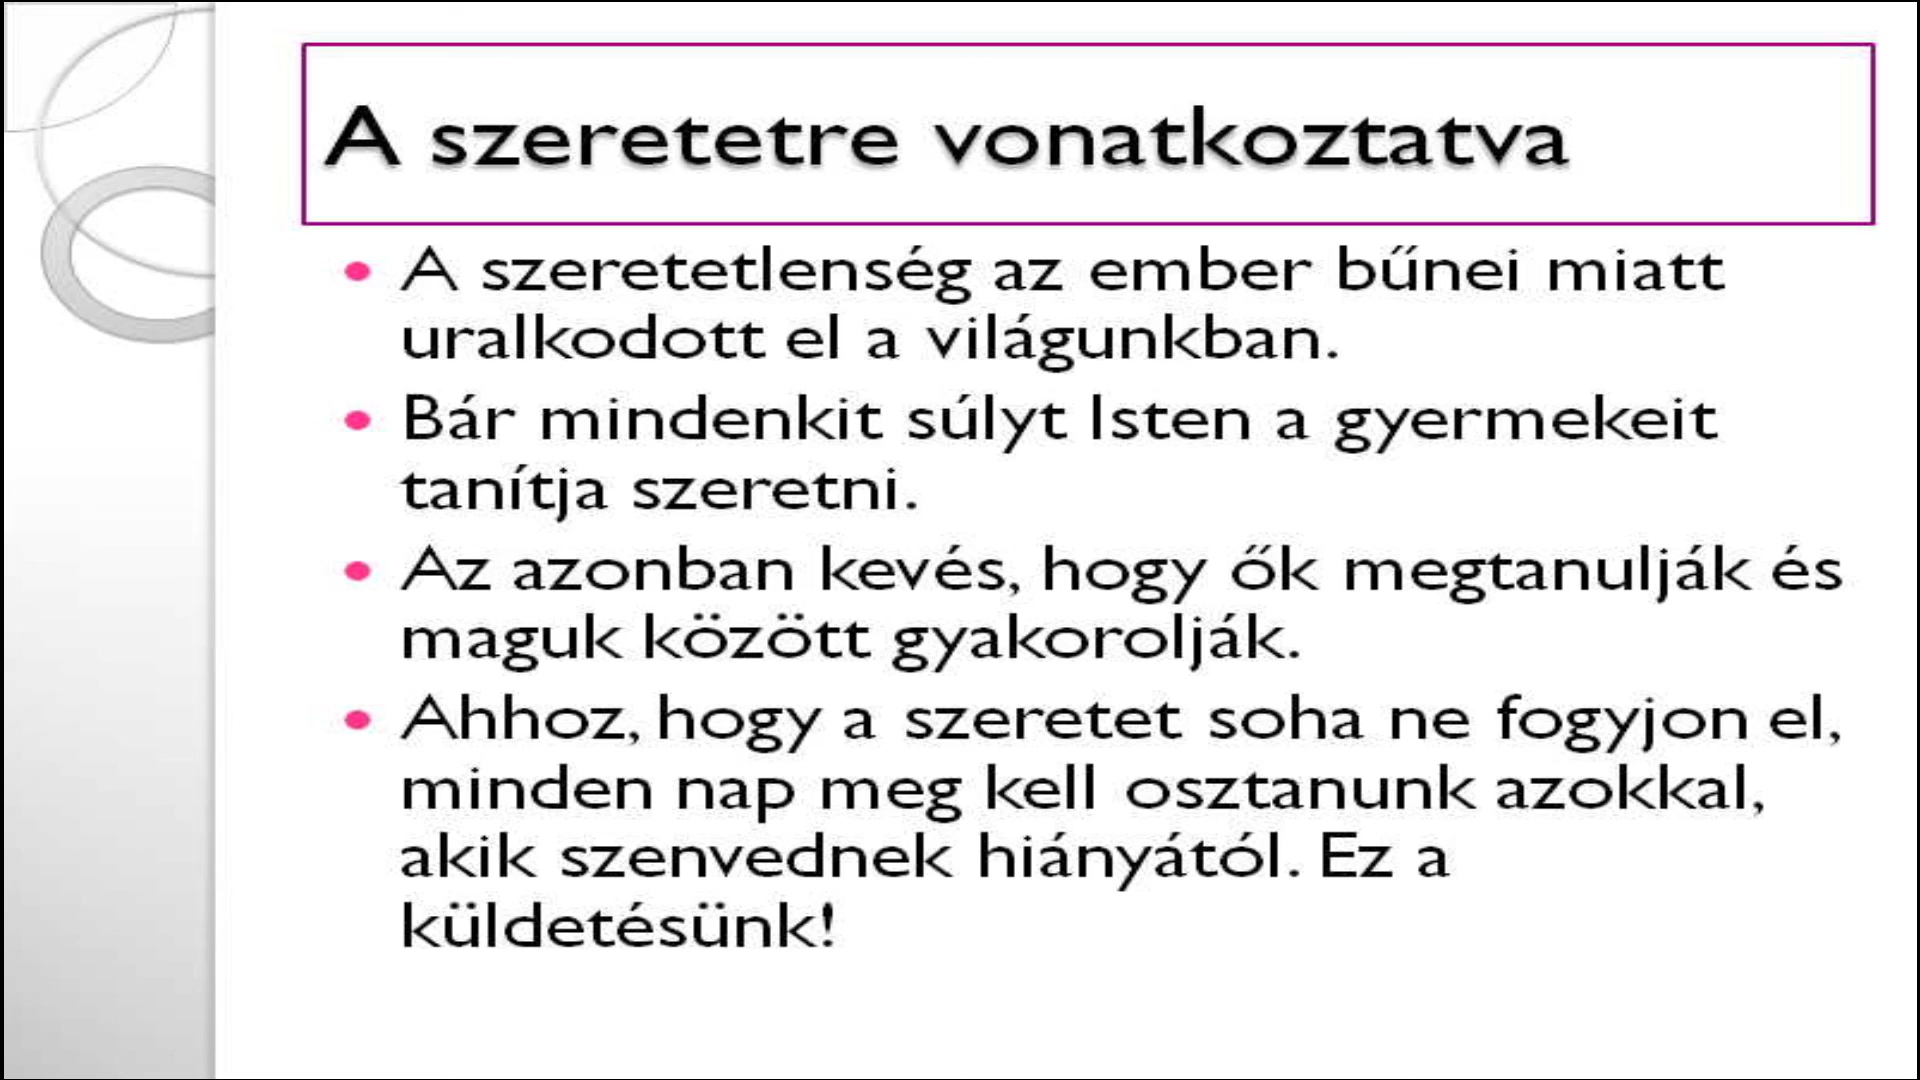 A szeretetre vonatkoztatva
A szeretetlenség az ember bűnei miatt
uralkodott el a világunkban.
Bár mindenkit súlyt Isten a gyermekeit
tanítja szeretni.
Az azonban kevés, hogy ők megtanulják és
maguk között gyakorolják.
Ahhoz, hogy a szeretet soha ne fogyjon el,
minden nap meg kell osztanunk azokkal,
akik szenvednek hiányától. Ez a
küldetésünk!